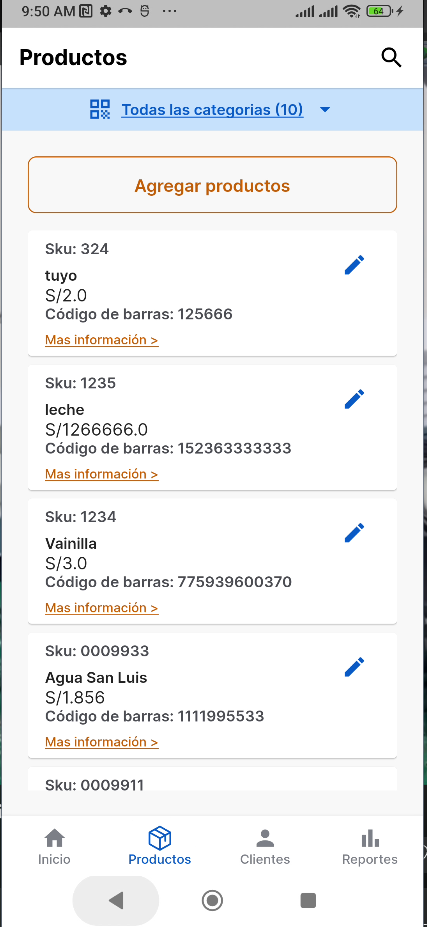 9:50 AM
64
Productos
Todas las categorias (10)
Agregar productos
Sku: 324
tuyo
S/2.0
Código de barras: 125666
Mas información >
Sku: 1235
leche
S/1266666.0
Código de barras: 152363333333
Mas información >
Sku: 1234
Vainilla
S/3.0
Código de barras: 775939600370
Mas información >
Sku: 0009933
Agua San Luis
S/1.856
Código de barras: 1111995533
Mas información >
Sku: 0009911
Inicio
Productos
Clientes
Reportes